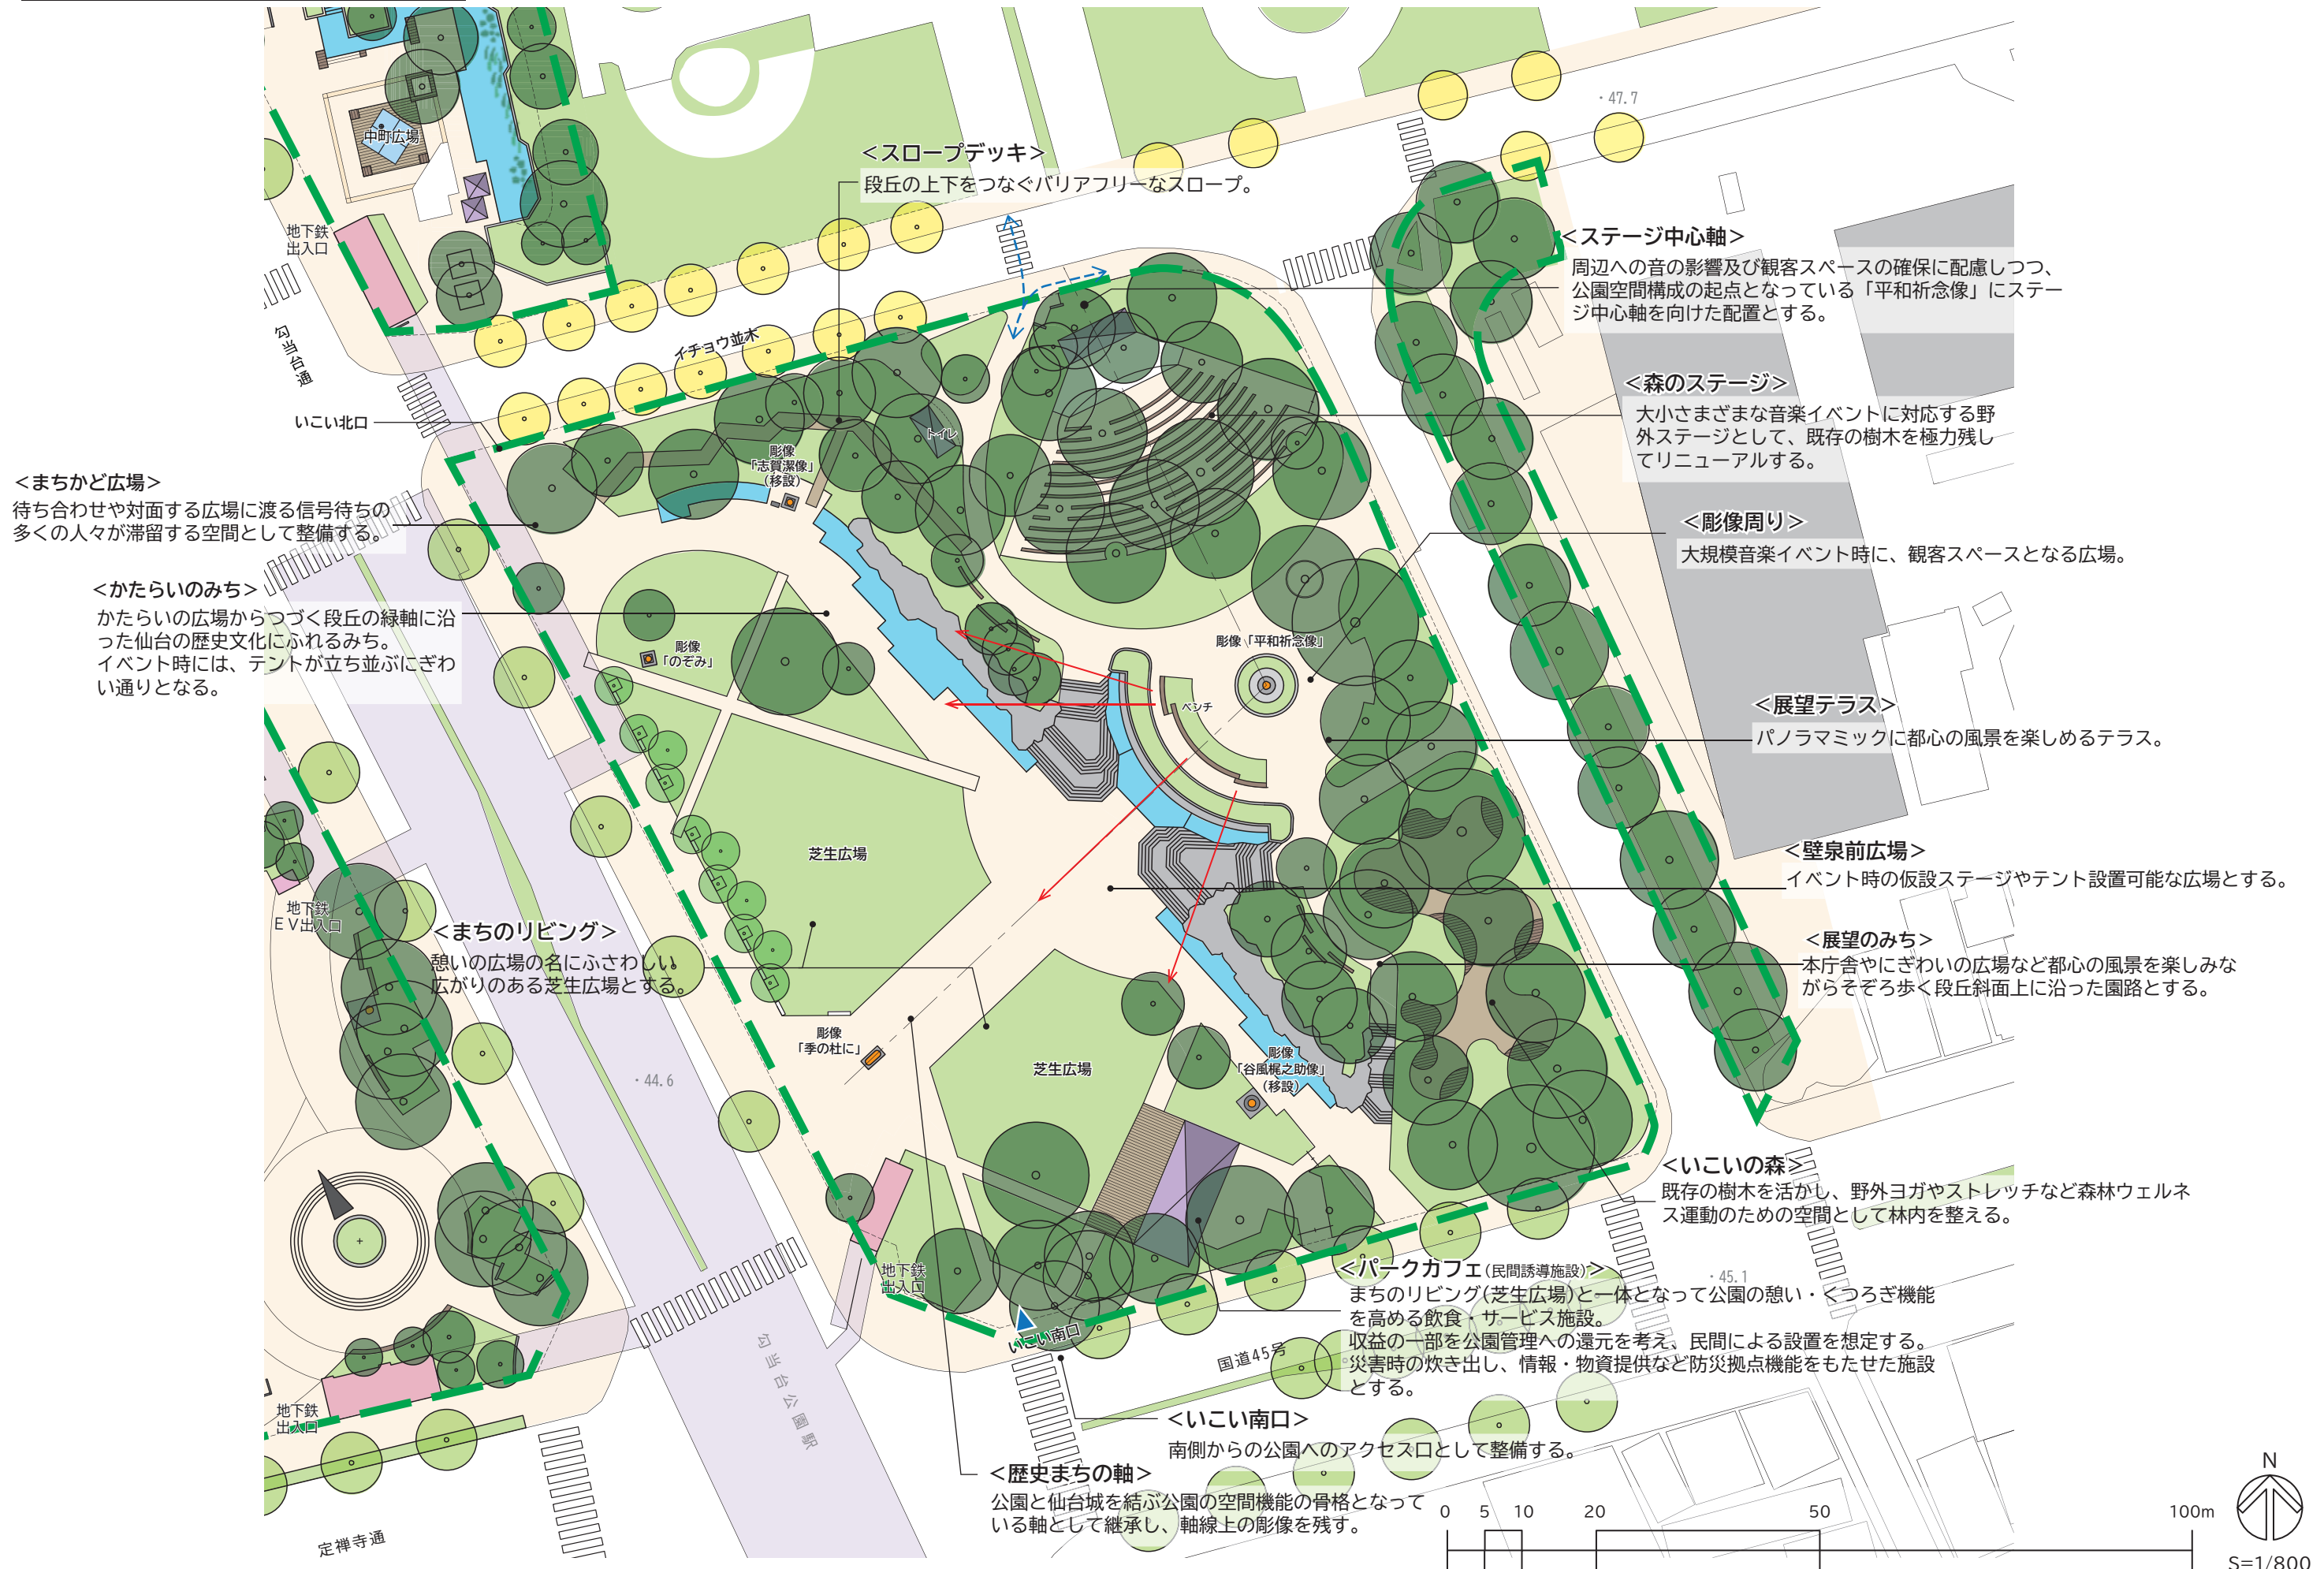 中町広場
地下鉄
出入口
勾当台通
・47.7
<スロープデッキ>
段丘の上下をつなぐバリアフリーなスロープ。
<ステージ中心軸>
周辺への音の影響及び観客スペースの確保に配慮しつつ、
公園空間構成の起点となっている「平和祈念像」にステー
ジ中心軸を向けた配置とする。
イチョウ並木
いこい北口
トイレ
彫像
「志賀潔像」
(移設)
<森のステージ>
大小さまざまな音楽イベントに対応する野
外ステージとして、既存の樹木を極力残し
てリニューアルする。
<まちかど広場>
待ち合わせや対面する広場に渡る信号待ちの
多くの人々が滞留する空間として整備する。
<彫像周り>
大規模音楽イベント時に、観客スペースとなる広場。
<かたらいのみち>
かたらいの広場からつづく段丘の緑軸に沿
った仙台の歴史文化にふれるみち。
イベント時には、テントが立ち並ぶにぎわ
い通りとなる。
彫像
「のぞみ」
彫像「平和祈念像」
ベンチ
<展望テラス>
パノラマミックに都心の風景を楽しめるテラス。
芝生広場
<壁泉前広場>
イベント時の仮設ステージやテント設置可能な広場とする。
地下鉄
EV出入口
<まちのリビング>
憩いの広場の名にふさわしい
広がりのある芝生広場とする。
<展望のみち>
本庁舎やにぎわいの広場など都心の風景を楽しみな
がらそぞろ歩く段丘斜面上に沿った園路とする。
彫像
「季の杜に」
芝生広場
彫像
「谷風梶之助像」
(移設)
・44.6
<いこいの森>
既存の樹木を活かし、野外ヨガやストレッチなど森林ウェルネ
ス運動のための空間として林内を整える。
地下鉄
出入口
・45.1
<パークカフェ(民間誘導施設)>
まちのリビング(芝生広場)と一体となって公園の憩い・くつろぎ機能
を高める飲食・サービス施設。
収益の一部を公園管理への還元を考え、民間による設置を想定する。
災害時の炊き出し、情報・物資提供など防災拠点機能をもたせた施設
とする。
いこい南口
国道45号
勾当台公園駅
地下鉄
出入口
<いこい南口>
南側からの公園へのアクセス口として整備する。
<歴史まちの軸>
公園と仙台城を結ぶ公園の空間機能の骨格となって
いる軸として継承し、軸線上の彫像を残す。
定禅寺通
0 5 10 20 50 100m
N
S=1/800